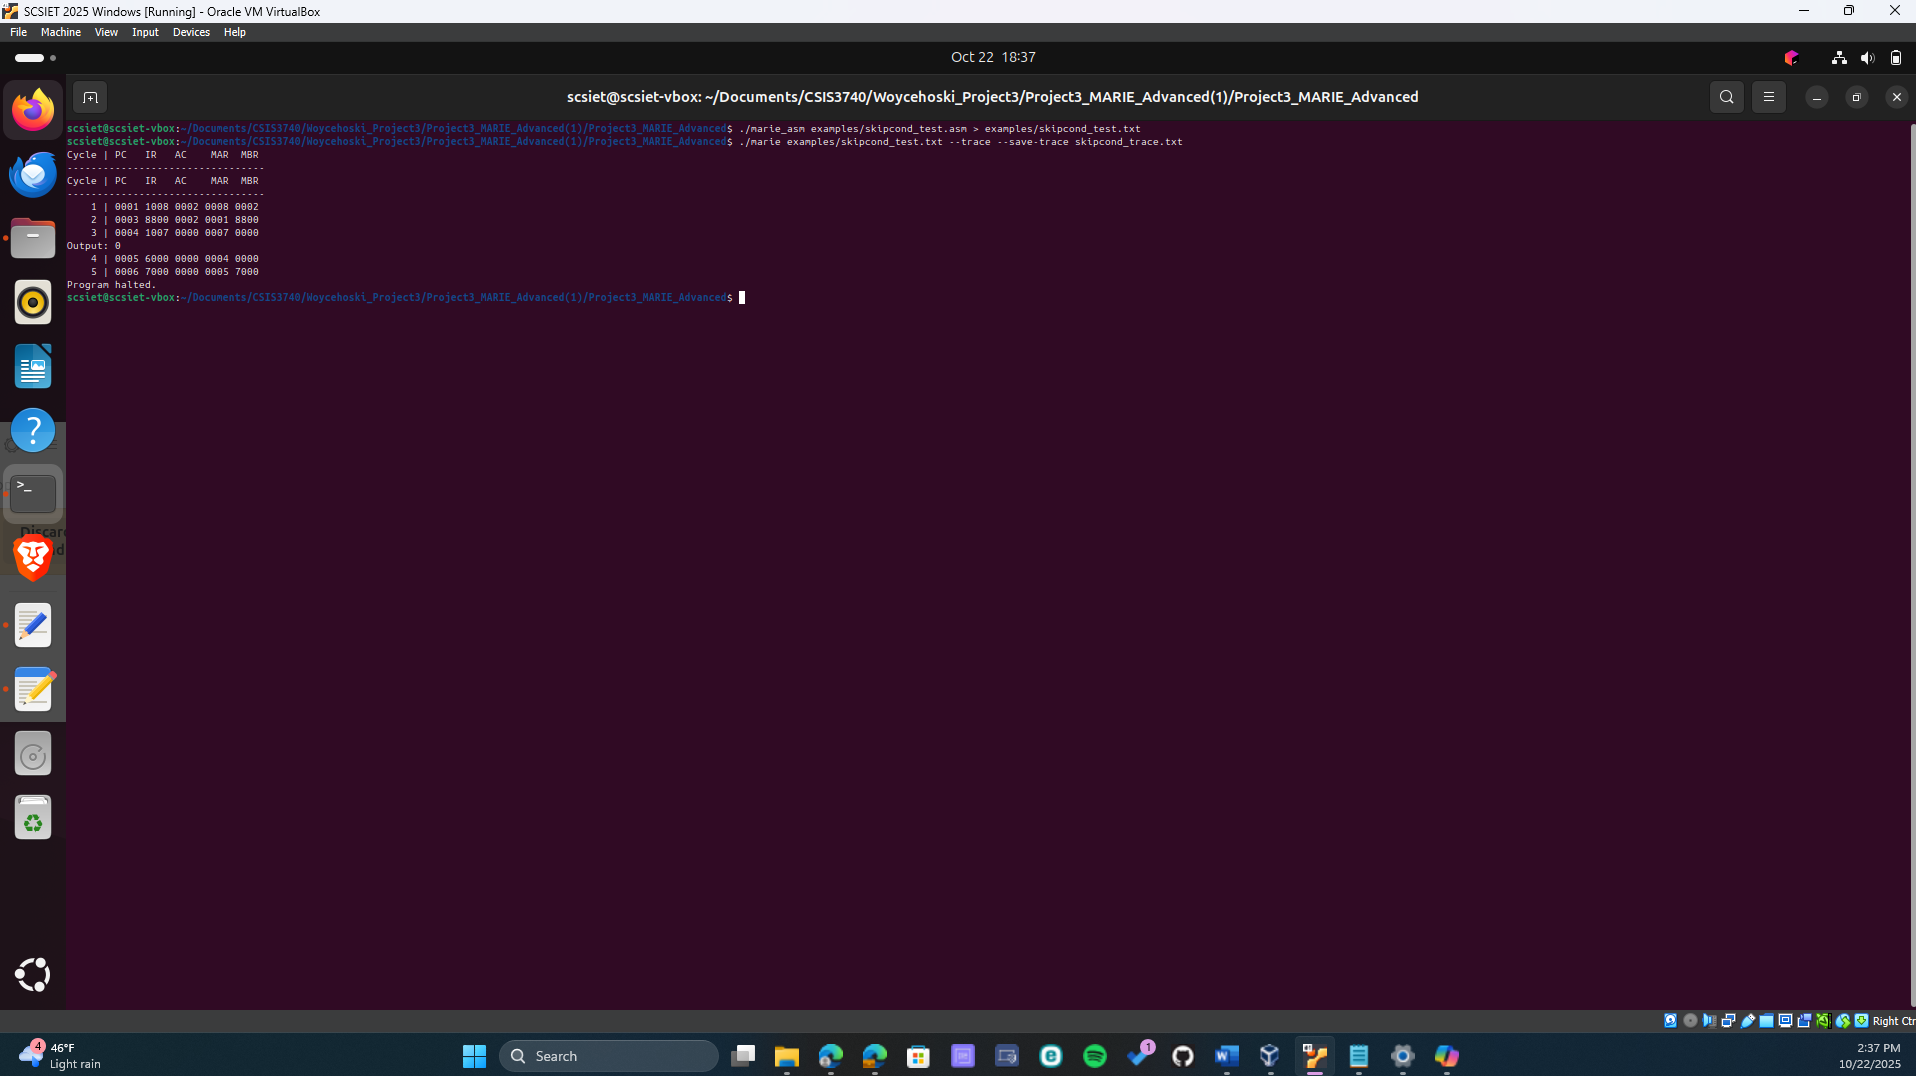 SCSIET 2025 Windows [Running] - Oracle VM VirtualBox
File Machine View Input Devices Help
Oct 22 18:37
scsiet@scsiet-vbox: ~/Documents/CSIS3740/Woycehoski_Project3/Project3_MARIE_Advanced(1)/Project3_MARIE_Advanced
scsiet@scsiet-vbox:~/Documents/CSIS3740/Woycehoski_Project3/Project3_MARIE_Advanced(1)/Project3_MARIE_Advanced$ ./marie_asm examples/skipcond_test.asm > examples/skipcond_test.txt
scsiet@scsiet-vbox:~/Documents/CSIS3740/Woycehoski_Project3/Project3_MARIE_Advanced(1)/Project3_MARIE_Advanced$ ./marie examples/skipcond_test.txt --trace --save-trace skipcond_trace.txt
Cycle | PC   IR   AC    MAR  MBR
---------------------------------
Cycle | PC   IR   AC    MAR  MBR
---------------------------------
    1 | 0001 1008 0002 0008 0002
    2 | 0003 8800 0002 0001 8800
    3 | 0004 1007 0000 0007 0000
Output: 0
    4 | 0005 6000 0000 0004 0000
    5 | 0006 7000 0000 0005 7000
Program halted.
scsiet@scsiet-vbox:~/Documents/CSIS3740/Woycehoski_Project3/Project3_MARIE_Advanced(1)/Project3_MARIE_Advanced$
Discar
Right Ctr
4
46°F
Light rain
Search
1
2:37 PM
10/22/2025